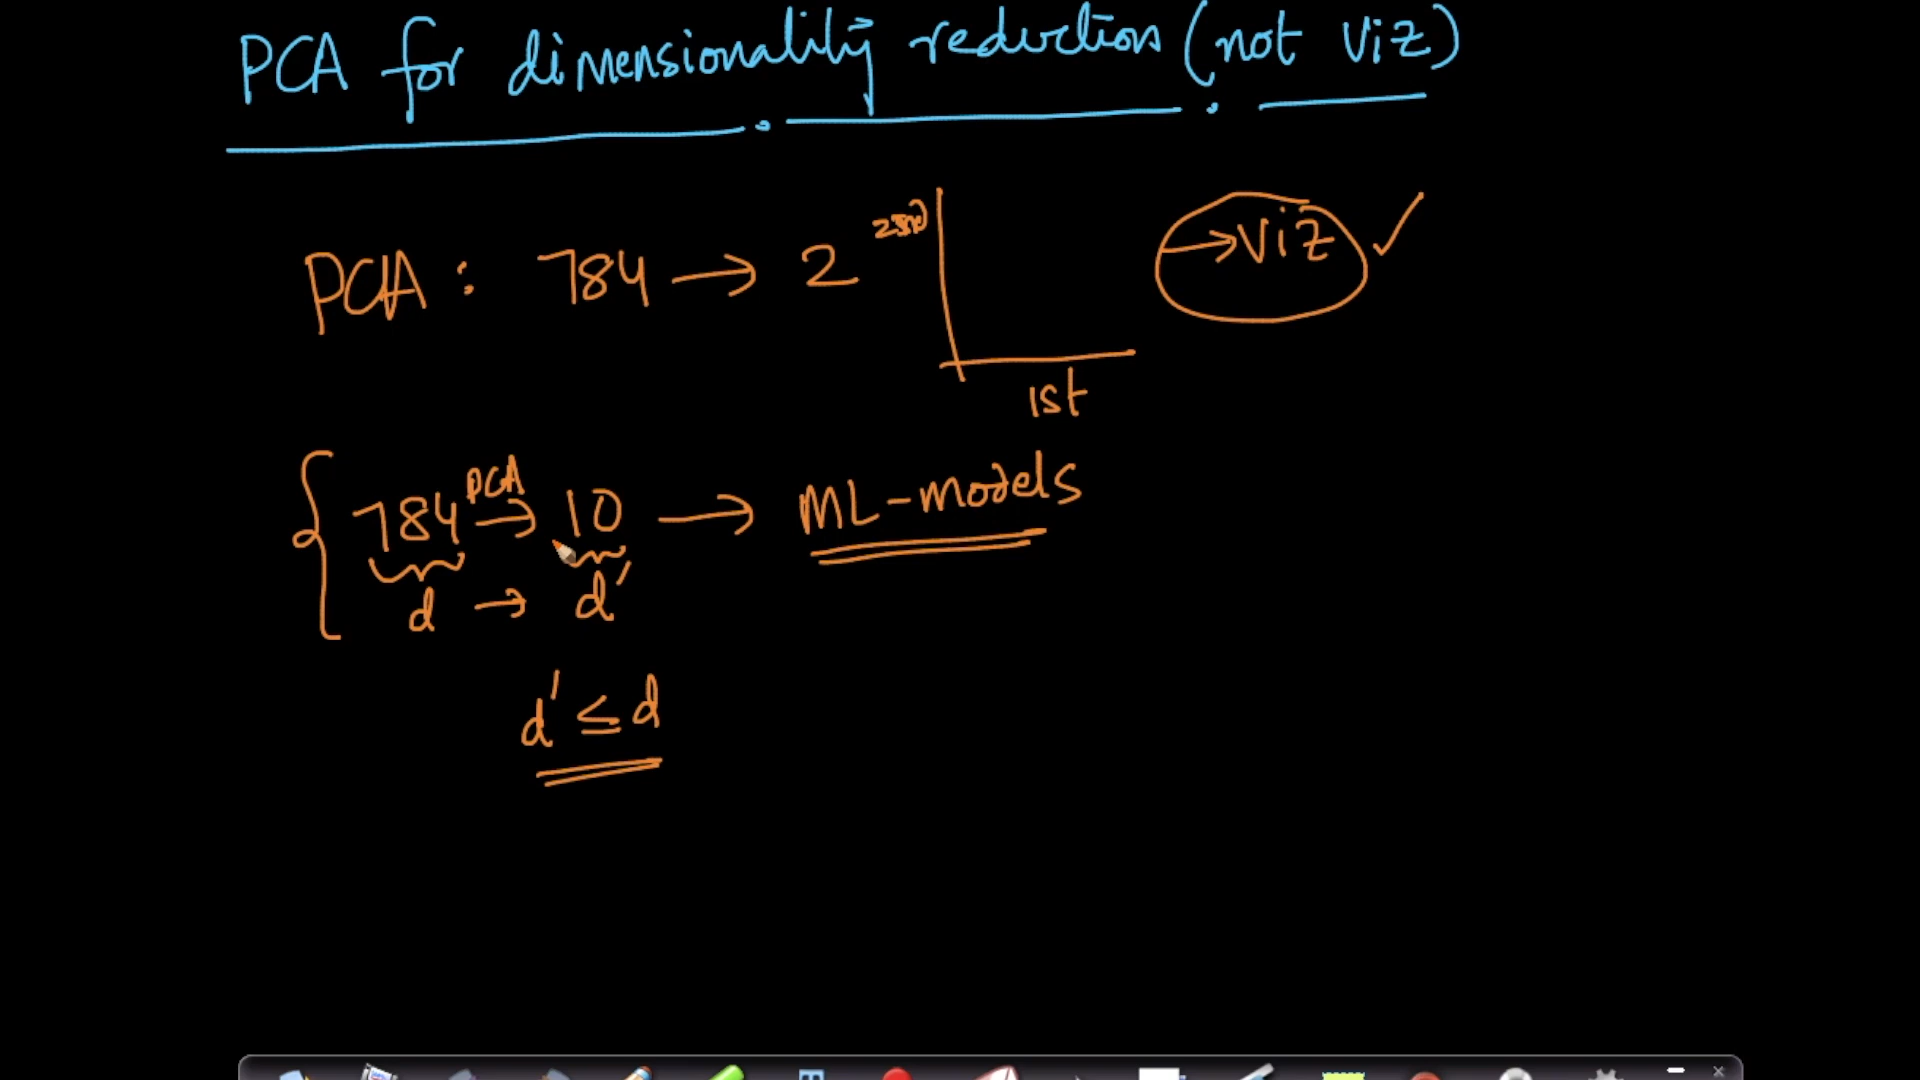 PCA for dimensionality reduction (not viz)
PCA : 784 → 2
2nd
1st
→ viz ✓
784 PCA → 10 → ML-models
d → d'
d' ≤ d